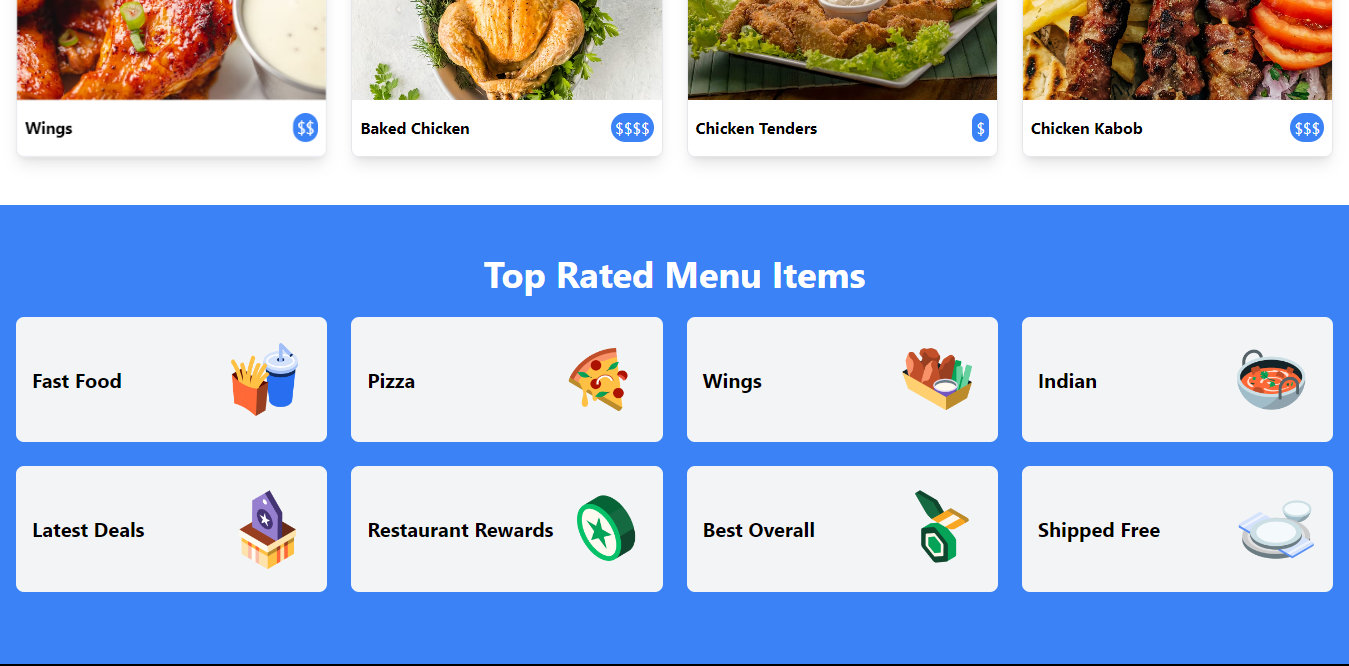 Wings $$
Baked Chicken $$$$
Chicken Tenders $
Chicken Kabob $$$
Top Rated Menu Items
Fast Food
Pizza
Wings
Indian
Latest Deals
Restaurant Rewards
Best Overall
Shipped Free